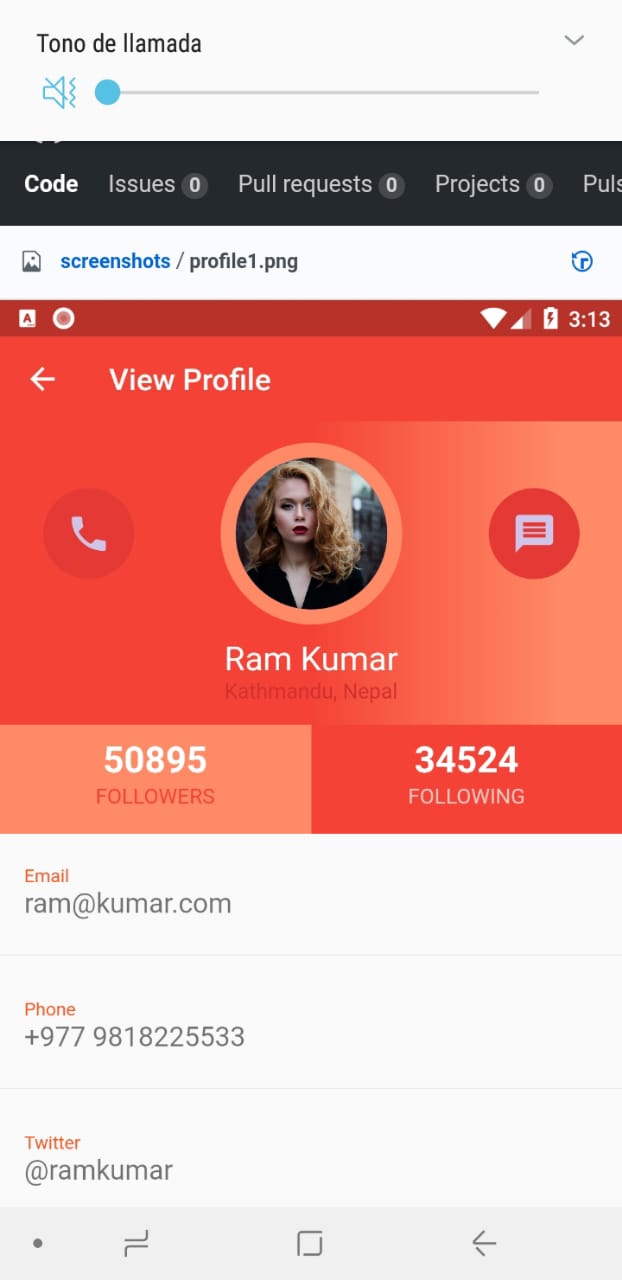 Tono de llamada
Code Issues 0 Pull requests 0 Projects 0 Puls
screenshots / profile1.png
A 3:13
View Profile
Ram Kumar
Kathmandu, Nepal
50895 34524
FOLLOWERS FOLLOWING
Email
ram@kumar.com
Phone
+977 9818225533
Twitter
@ramkumar